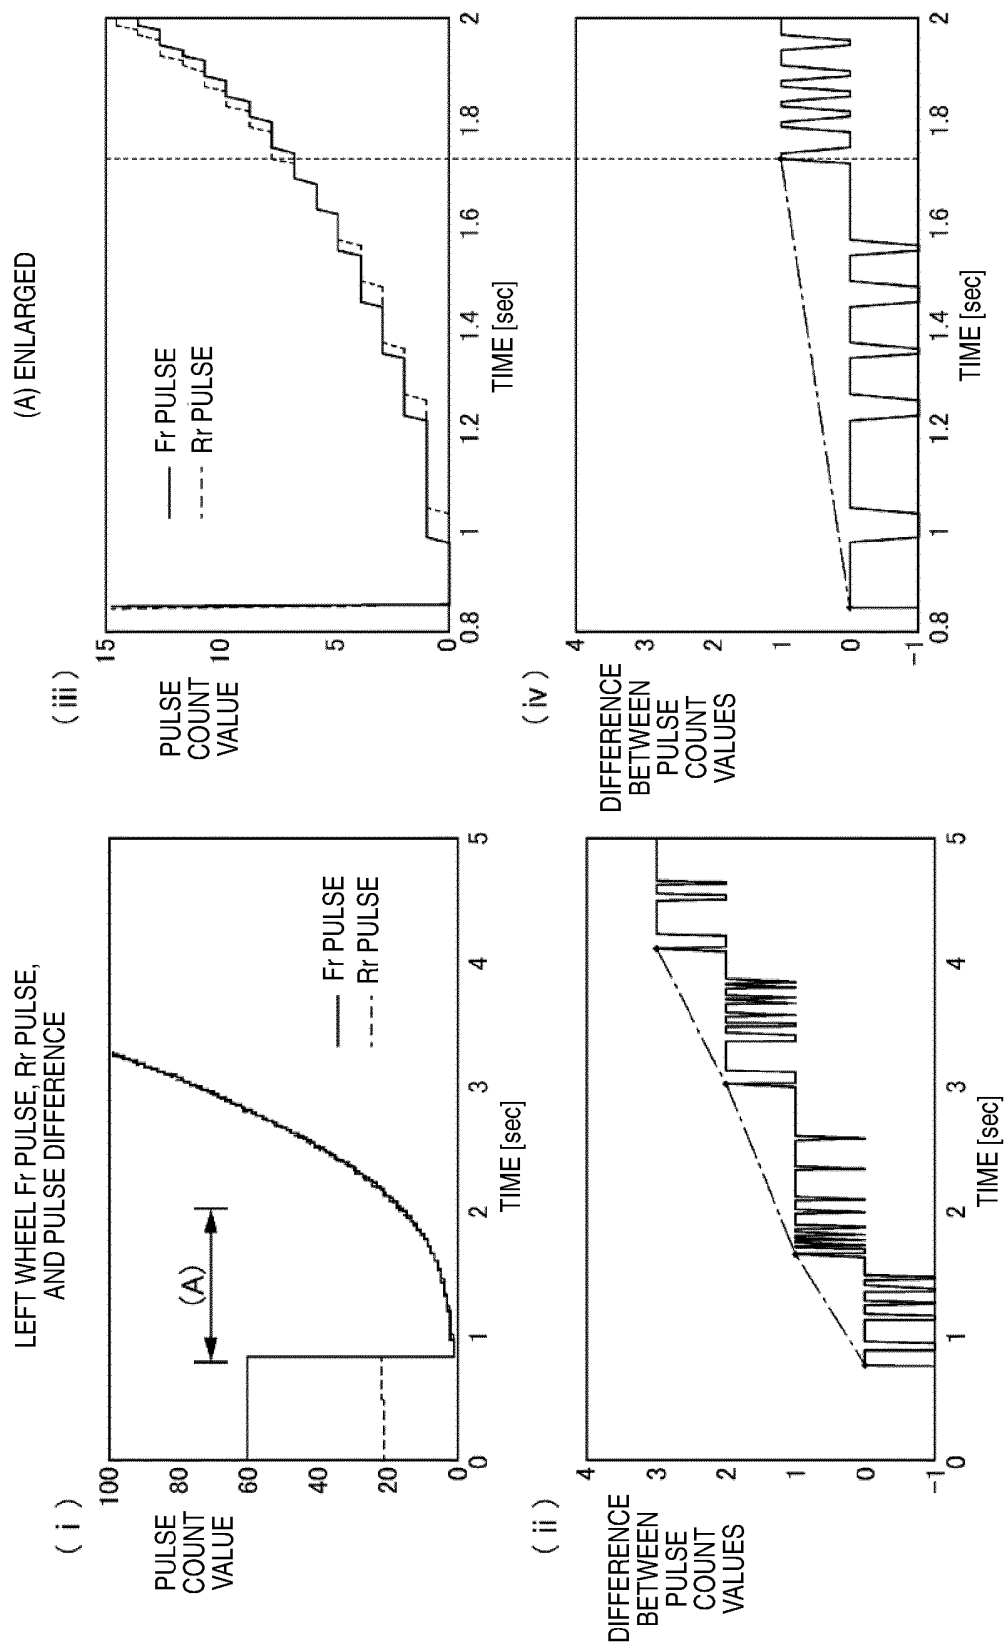 LEFT WHEEL Fr PULSE, Rr PULSE,
AND PULSE DIFFERENCE
( i )
PULSE
COUNT
VALUE
100
80
60
40
20
0
(A)
Fr PULSE
Rr PULSE
0
1
2
3
4
5
TIME [sec]
( ii )
DIFFERENCE
BETWEEN
PULSE
COUNT
VALUES
4
3
2
1
0
-1
0
1
2
3
4
5
TIME [sec]
(A) ENLARGED
( iii )
PULSE
COUNT
VALUE
15
10
5
0
Fr PULSE
Rr PULSE
0.8
1
1.2
1.4
1.6
1.8
2
TIME [sec]
( iv )
DIFFERENCE
BETWEEN
PULSE
COUNT
VALUES
4
3
2
1
0
-1
0.8
1
1.2
1.4
1.6
1.8
2
TIME [sec]